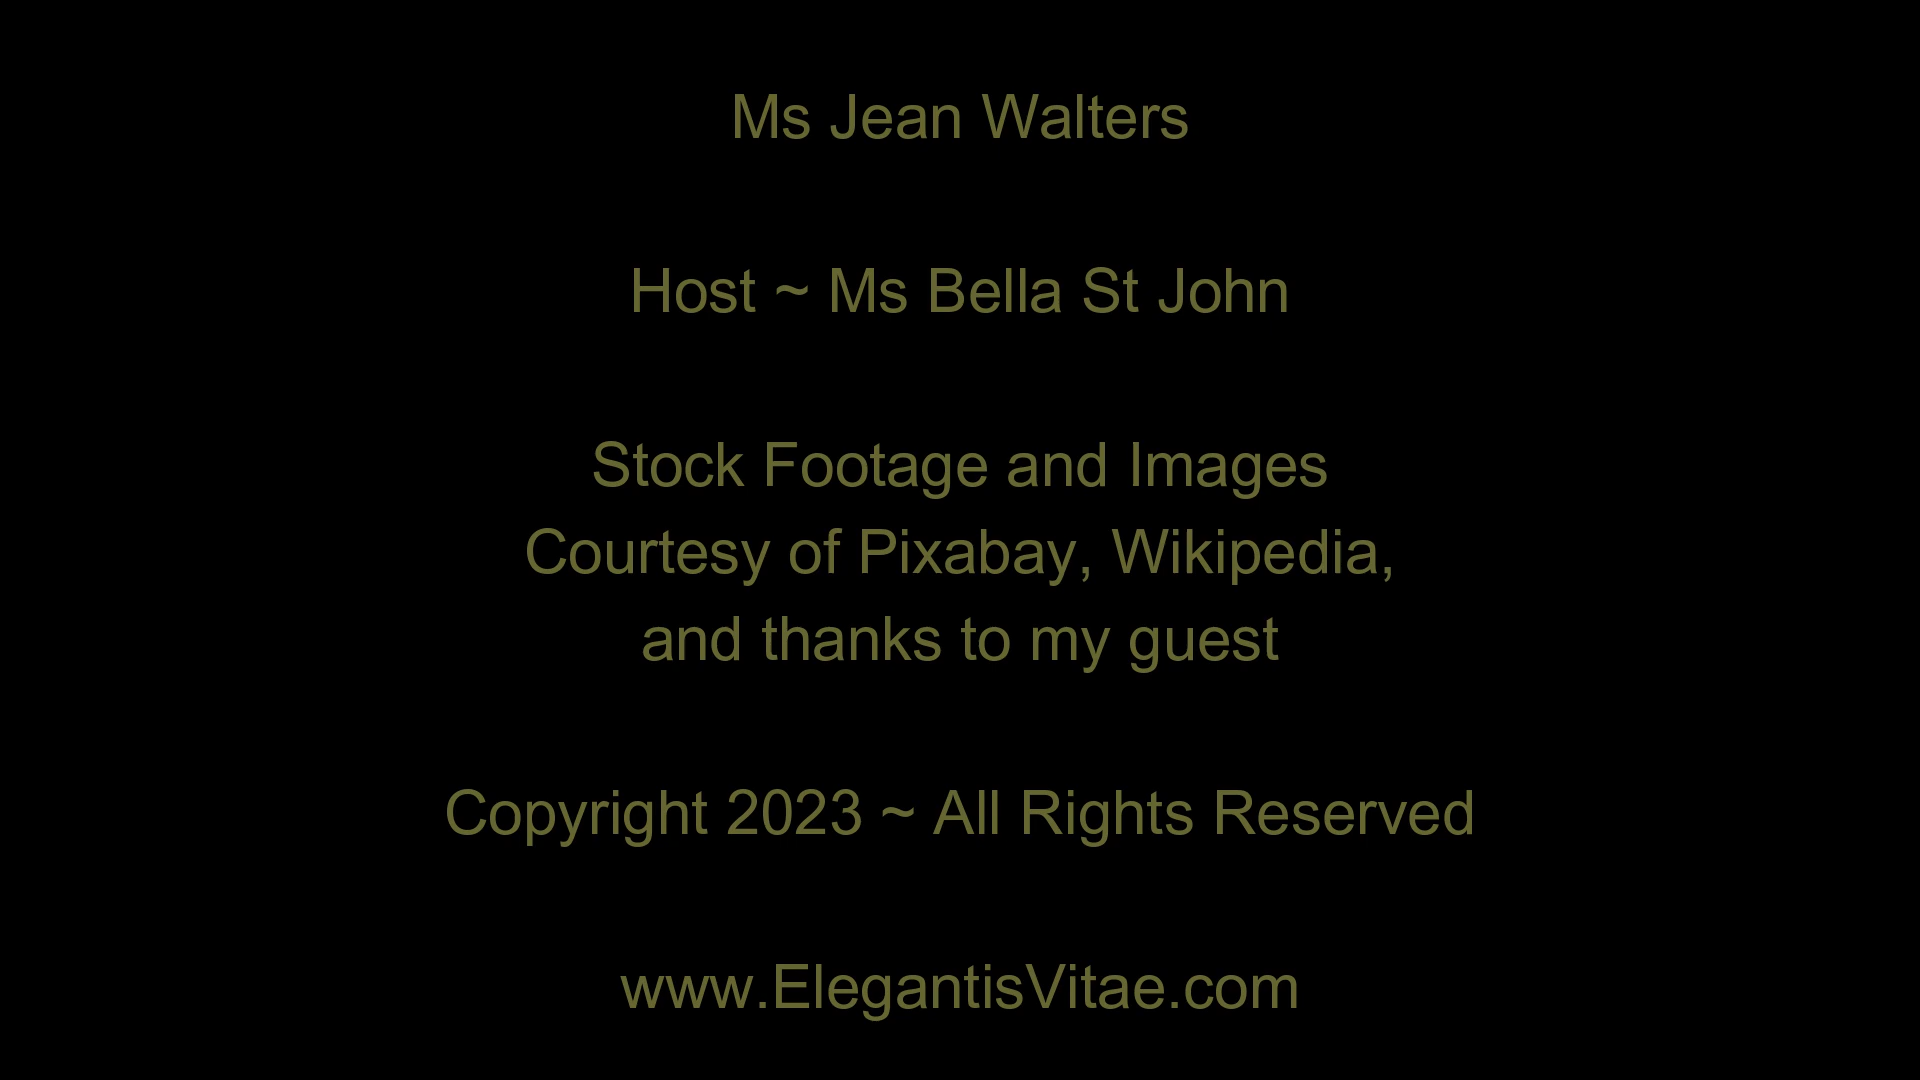 Ms Jean Walters
Host ~ Ms Bella St John
Stock Footage and Images
Courtesy of Pixabay, Wikipedia,
and thanks to my guest
Copyright 2023 ~ All Rights Reserved
www.ElegantisVitae.com